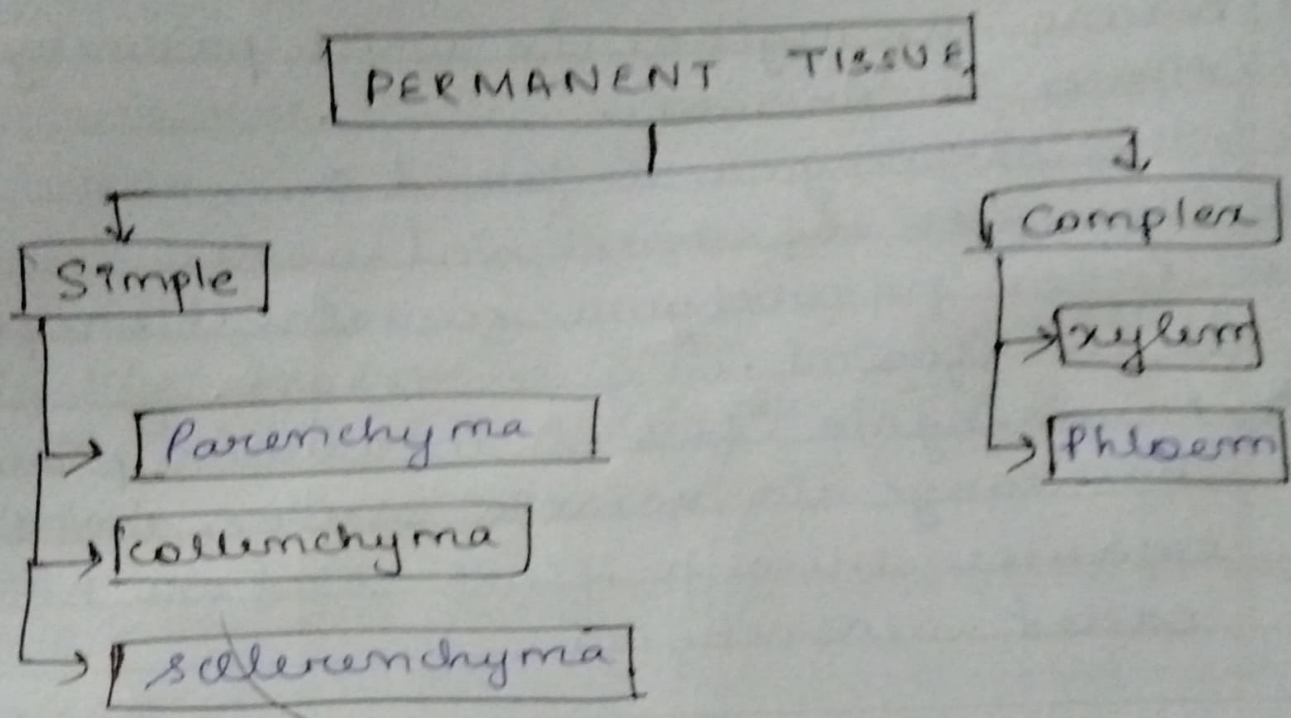 PERMANENT TISSUE
Simple
Complex
Parenchyma
Collenchyma
Sclerenchyma
xylem
Phloem